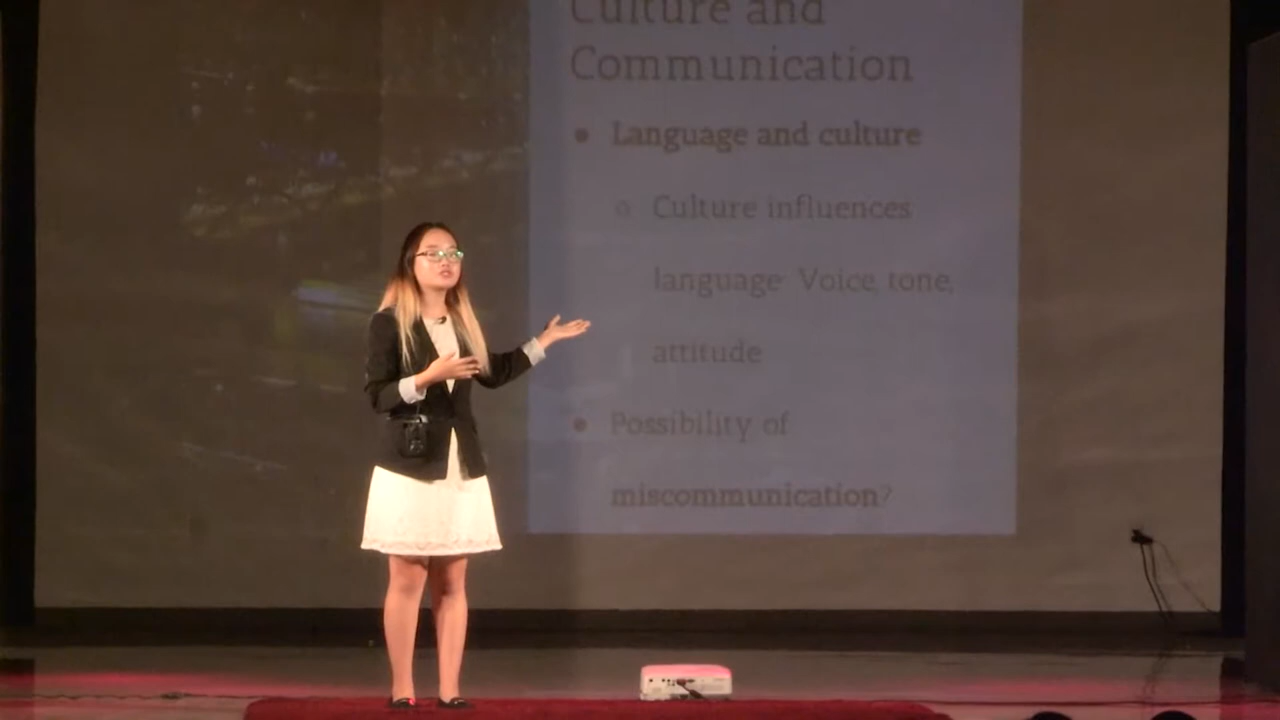 Culture and
Communication
● Language and culture
○ Culture influences
language: Voice, tone,
attitude
● Possibility of
miscommunication?